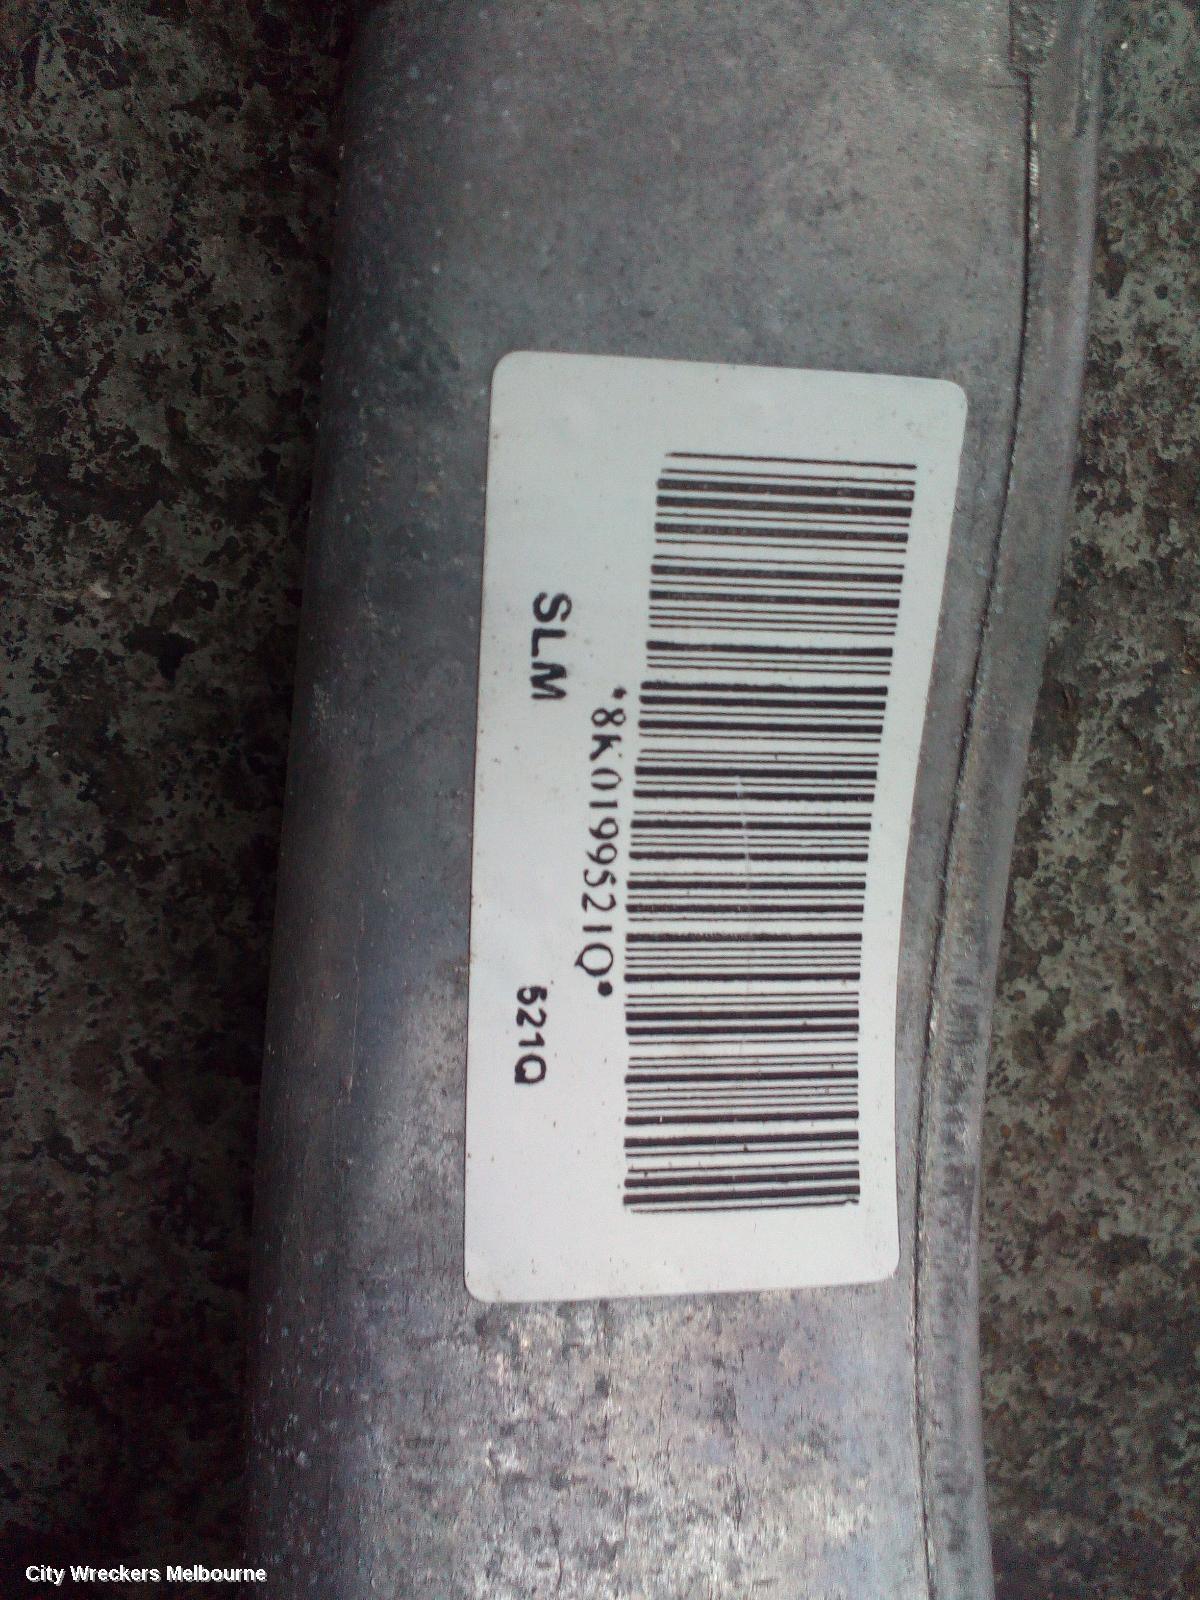 *8K0199521Q*
SLM 521Q
City Wreckers Melbourne